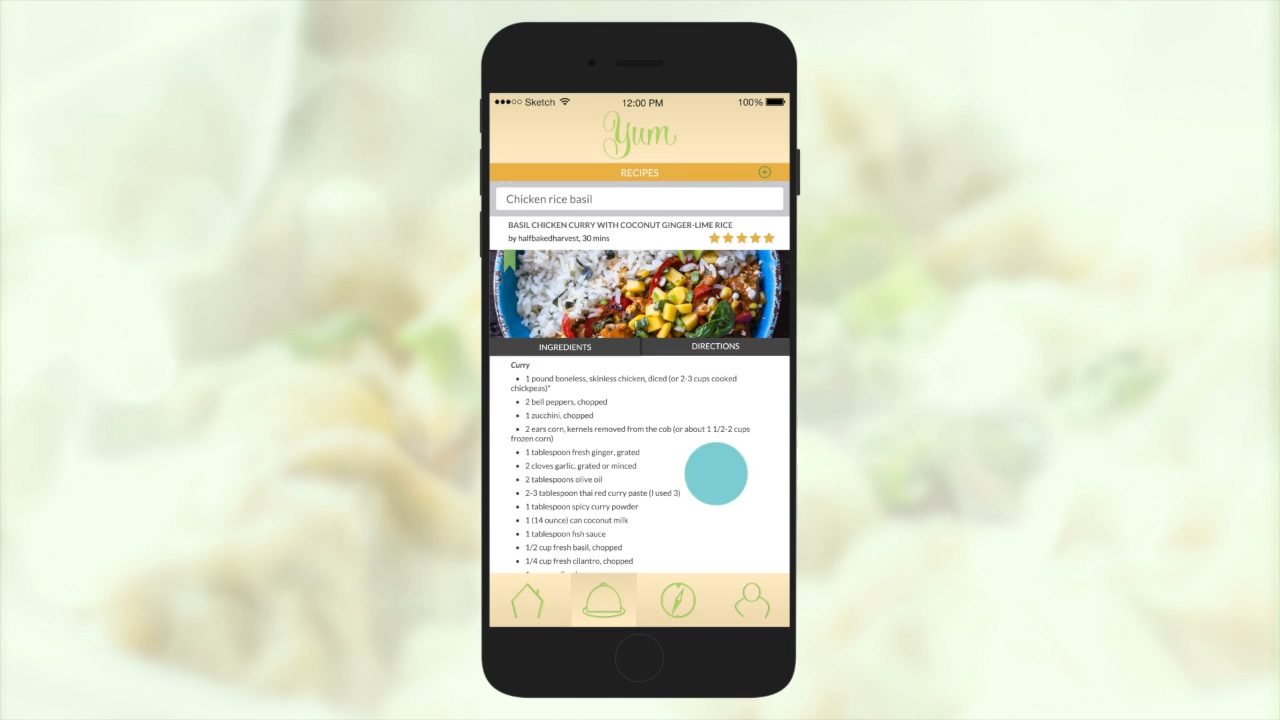 Sketch 12:00 PM 100%
Yum
RECIPES
Chicken rice basil
BASIL CHICKEN CURRY WITH COCONUT GINGER-LIME RICE
by halfbakedharvest, 30 mins
INGREDIENTS DIRECTIONS
Curry
• 1 pound boneless, skinless chicken, diced (or 2-3 cups cooked
chickpeas)*
• 2 bell peppers, chopped
• 1 zucchini, chopped
• 2 ears corn, kernels removed from the cob (or about 1 1/2-2 cups
frozen corn)
• 1 tablespoon fresh ginger, grated
• 2 cloves garlic, grated or minced
• 2 tablespoons olive oil
• 2-3 tablespoon thai red curry paste (I used 3)
• 1 tablespoon spicy curry powder
• 1 (14 ounce) can coconut milk
• 1 tablespoon fish sauce
• 1/2 cup fresh basil, chopped
• 1/4 cup fresh cilantro, chopped